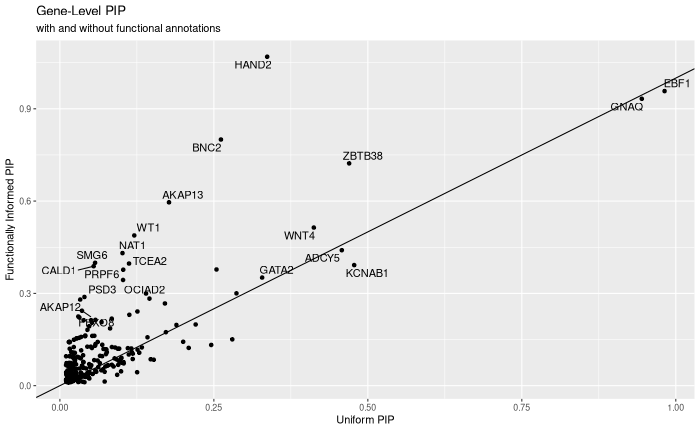 Gene-Level PIP
with and without functional annotations
HAND2
EBF1
GNAQ
0.9
BNC2
ZBTB38
AKAP13
0.6
WT1
WNT4
NAT1
SMG6
TCEA2
ADCY5
CALD1
PRPF6
GATA2
KCNAB1
PSD3
OCIAD2
0.3
AKAP12
0.0
0.00
0.25
0.50
0.75
1.00
Uniform PIP
Functionally Informed PIP